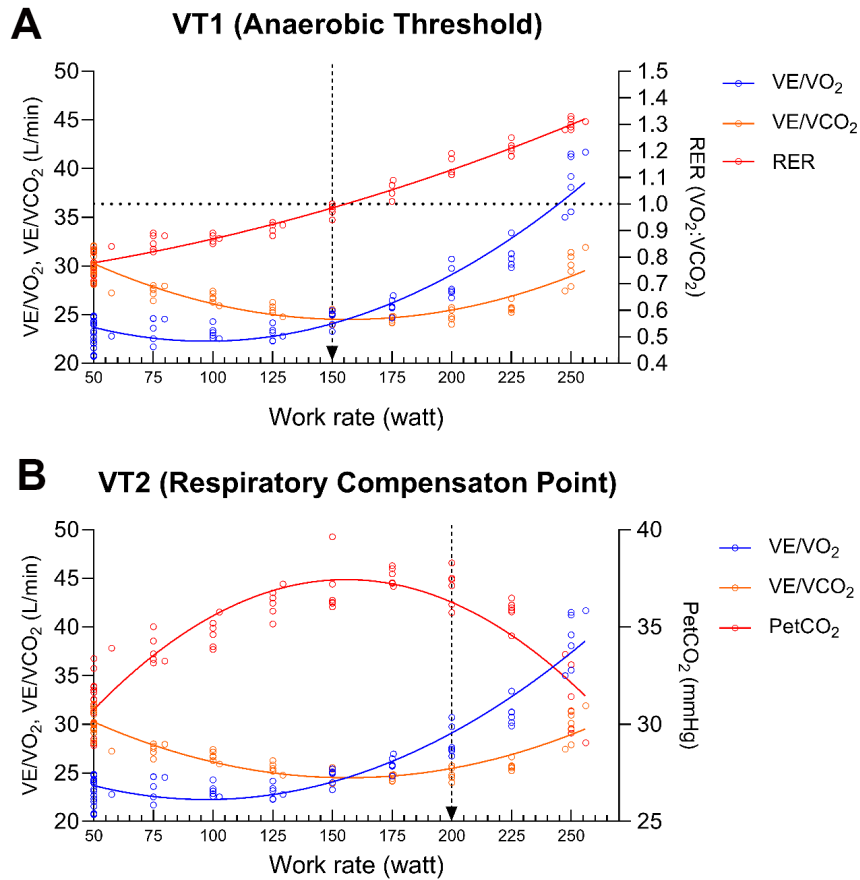 A
VT1 (Anaerobic Threshold)
VE/VO2, VE/VCO2 (L/min)
50
45
40
35
30
25
20
50 75 100 125 150 175 200 225 250
Work rate (watt)
1.5
1.4
1.3
1.2
1.1
1.0
0.9
0.8
0.7
0.6
0.5
0.4
RER (VO2:VCO2)
VE/VO2
VE/VCO2
RER
B
VT2 (Respiratory Compensaton Point)
VE/VO2, VE/VCO2 (L/min)
50
45
40
35
30
25
20
50 75 100 125 150 175 200 225 250
Work rate (watt)
40
35
30
25
PetCO2 (mmHg)
VE/VO2
VE/VCO2
PetCO2